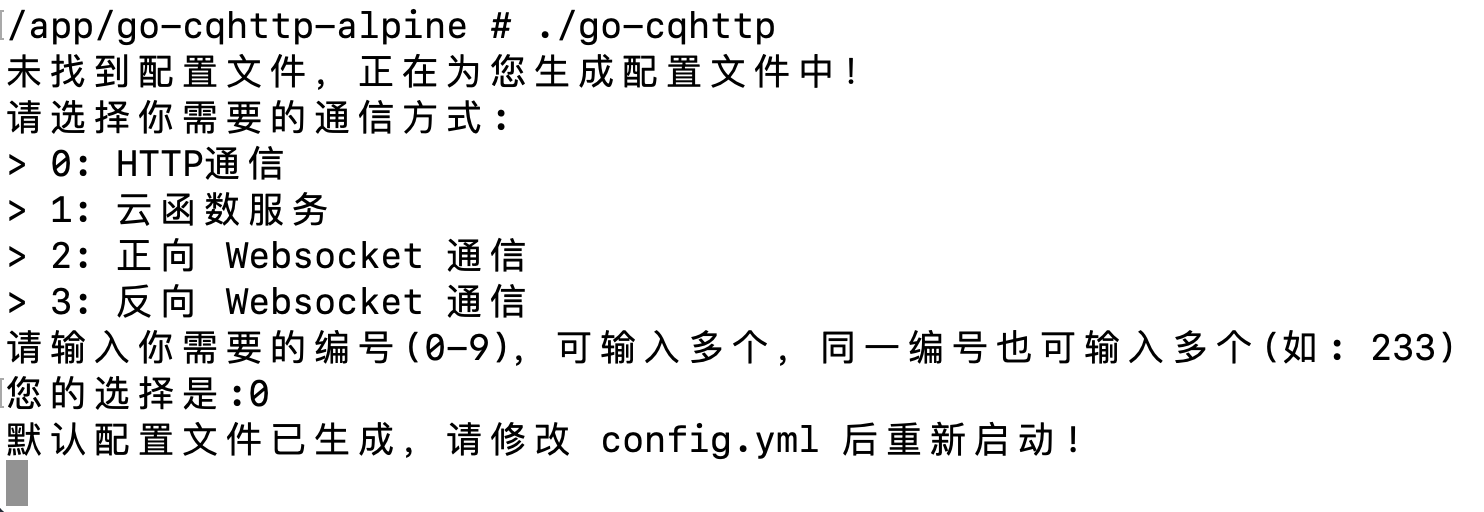 /app/go-cqhttp-alpine # ./go-cqhttp
未找到配置文件，正在为您生成配置文件中！
请选择你需要的通信方式:
> 0: HTTP通信
> 1: 云函数服务
> 2: 正向 Websocket 通信
> 3: 反向 Websocket 通信
请输入你需要的编号(0-9)，可输入多个，同一编号也可输入多个(如: 233)
您的选择是:0
默认配置文件已生成，请修改 config.yml 后重新启动!